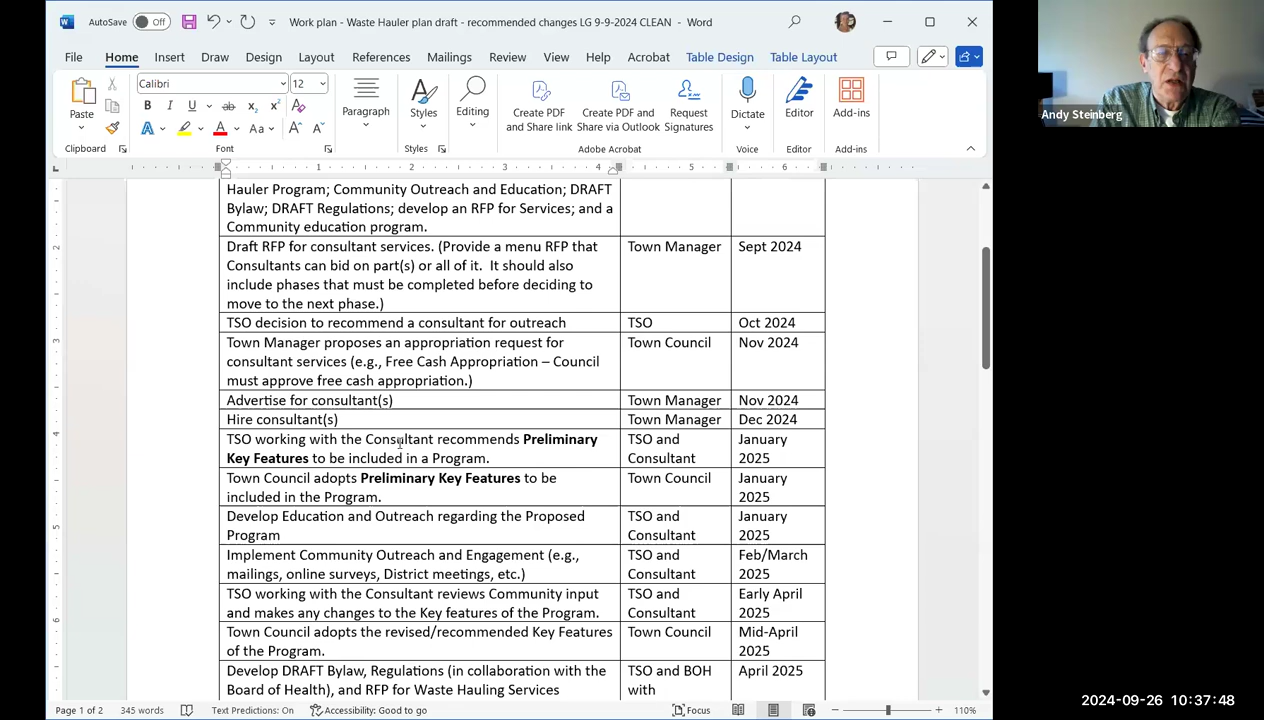 AutoSave Off Work plan - Waste Hauler plan draft - recommended changes LG 9-9-2024 CLEAN - Word
File Home Insert Draw Design Layout References Mailings Review View Help Acrobat Table Design Table Layout
Calibri 12
Paste Paragraph Styles Editing Create PDF and Share link Create PDF and Share via Outlook Request Signatures Dictate Editor Add-ins
Clipboard Font Styles Adobe Acrobat Voice Editor Add-ins
1 2 3 4 5 6
Hauler Program; Community Outreach and Education; DRAFT
Bylaw; DRAFT Regulations; develop an RFP for Services; and a
Community education program.
Draft RFP for consultant services. (Provide a menu RFP that Town Manager Sept 2024
Consultants can bid on part(s) or all of it. It should also
include phases that must be completed before deciding to
move to the next phase.)
TSO decision to recommend a consultant for outreach TSO Oct 2024
Town Manager proposes an appropriation request for Town Council Nov 2024
consultant services (e.g., Free Cash Appropriation – Council
must approve free cash appropriation.)
Advertise for consultant(s) Town Manager Nov 2024
Hire consultant(s) Town Manager Dec 2024
TSO working with the Consultant recommends Preliminary TSO and January
Key Features to be included in a Program. Consultant 2025
Town Council adopts Preliminary Key Features to be Town Council January
included in the Program. 2025
Develop Education and Outreach regarding the Proposed TSO and January
Program Consultant 2025
Implement Community Outreach and Engagement (e.g., TSO and Feb/March
mailings, online surveys, District meetings, etc.) Consultant 2025
TSO working with the Consultant reviews Community input TSO and Early April
and makes any changes to the Key features of the Program. Consultant 2025
Town Council adopts the revised/recommended Key Features Town Council Mid-April
of the Program. 2025
Develop DRAFT Bylaw, Regulations (in collaboration with the TSO and BOH April 2025
Board of Health), and RFP for Waste Hauling Services with
Page 1 of 2 345 words Text Predictions: On Accessibility: Good to go Focus 110%
Andy Steinberg
2024-09-26 10:37:48